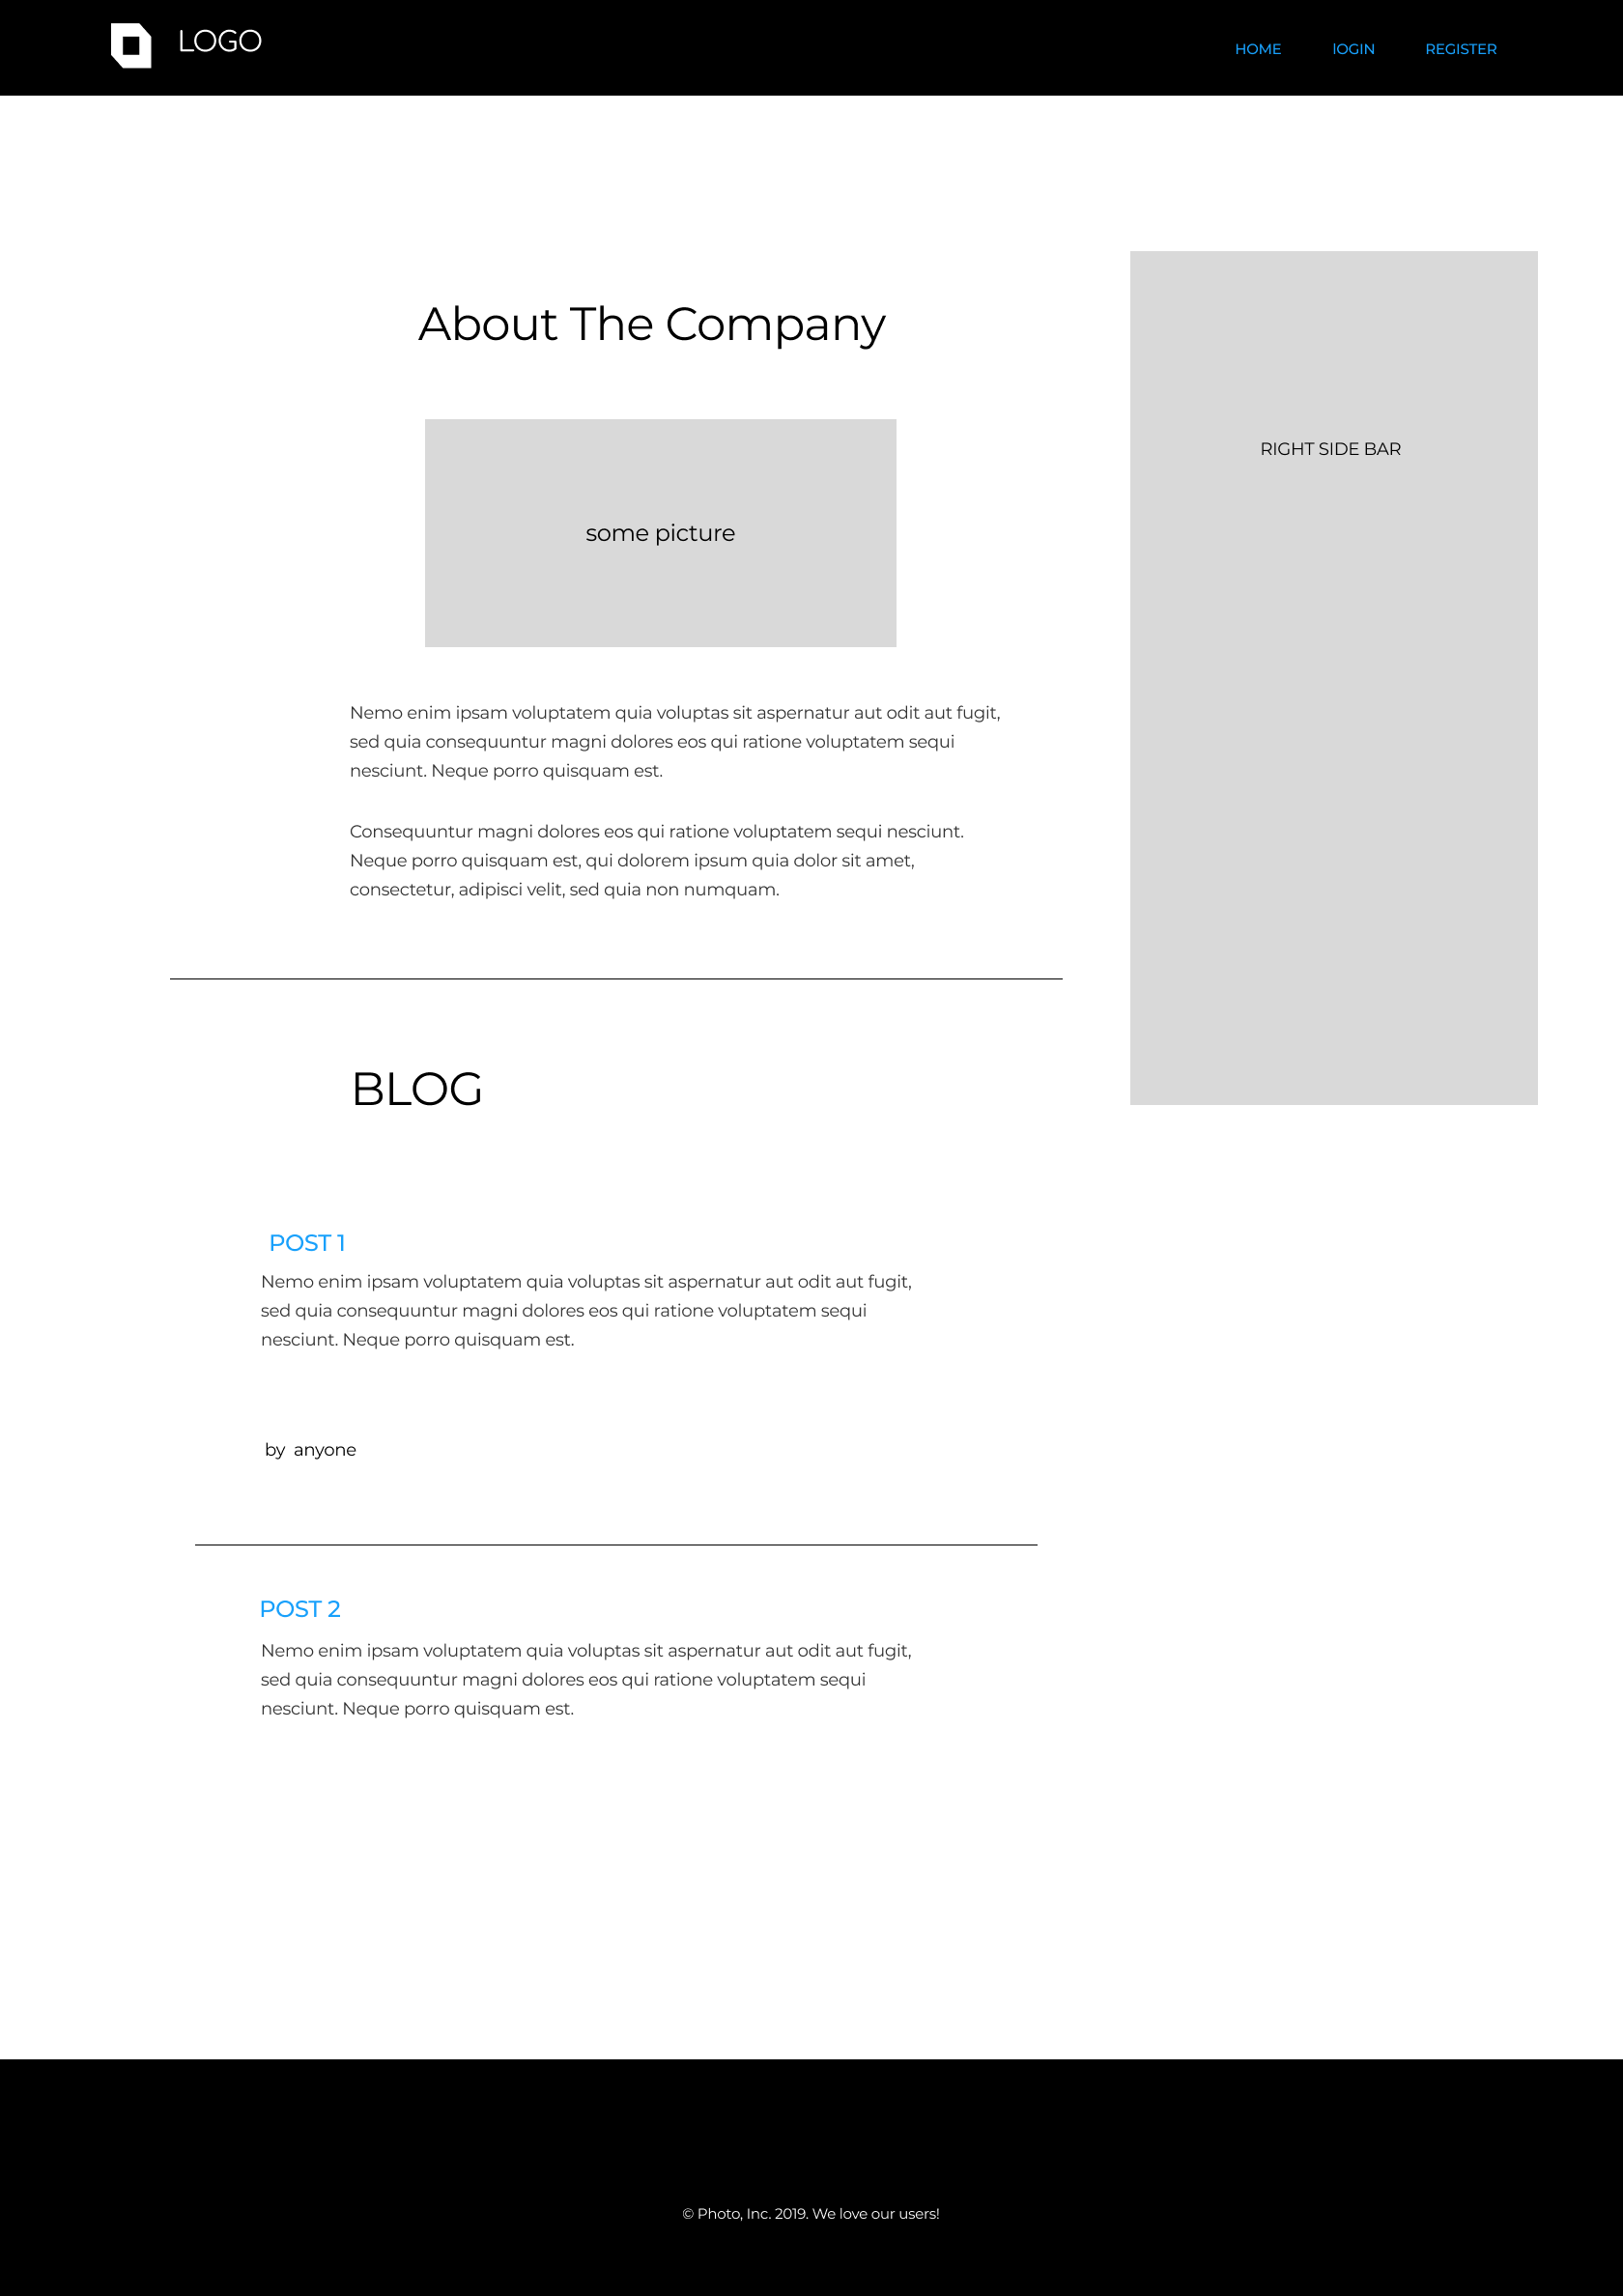 LOGO
HOME
lOGIN
REGISTER
About The Company
RIGHT SIDE BAR
some picture
Nemo enim ipsam voluptatem quia voluptas sit aspernatur aut odit aut fugit,
sed quia consequuntur magni dolores eos qui ratione voluptatem sequi
nesciunt. Neque porro quisquam est.
Consequuntur magni dolores eos qui ratione voluptatem sequi nesciunt.
Neque porro quisquam est, qui dolorem ipsum quia dolor sit amet,
consectetur, adipisci velit, sed quia non numquam.
BLOG
POST 1
Nemo enim ipsam voluptatem quia voluptas sit aspernatur aut odit aut fugit,
sed quia consequuntur magni dolores eos qui ratione voluptatem sequi
nesciunt. Neque porro quisquam est.
by anyone
POST 2
Nemo enim ipsam voluptatem quia voluptas sit aspernatur aut odit aut fugit,
sed quia consequuntur magni dolores eos qui ratione voluptatem sequi
nesciunt. Neque porro quisquam est.
© Photo, Inc. 2019. We love our users!